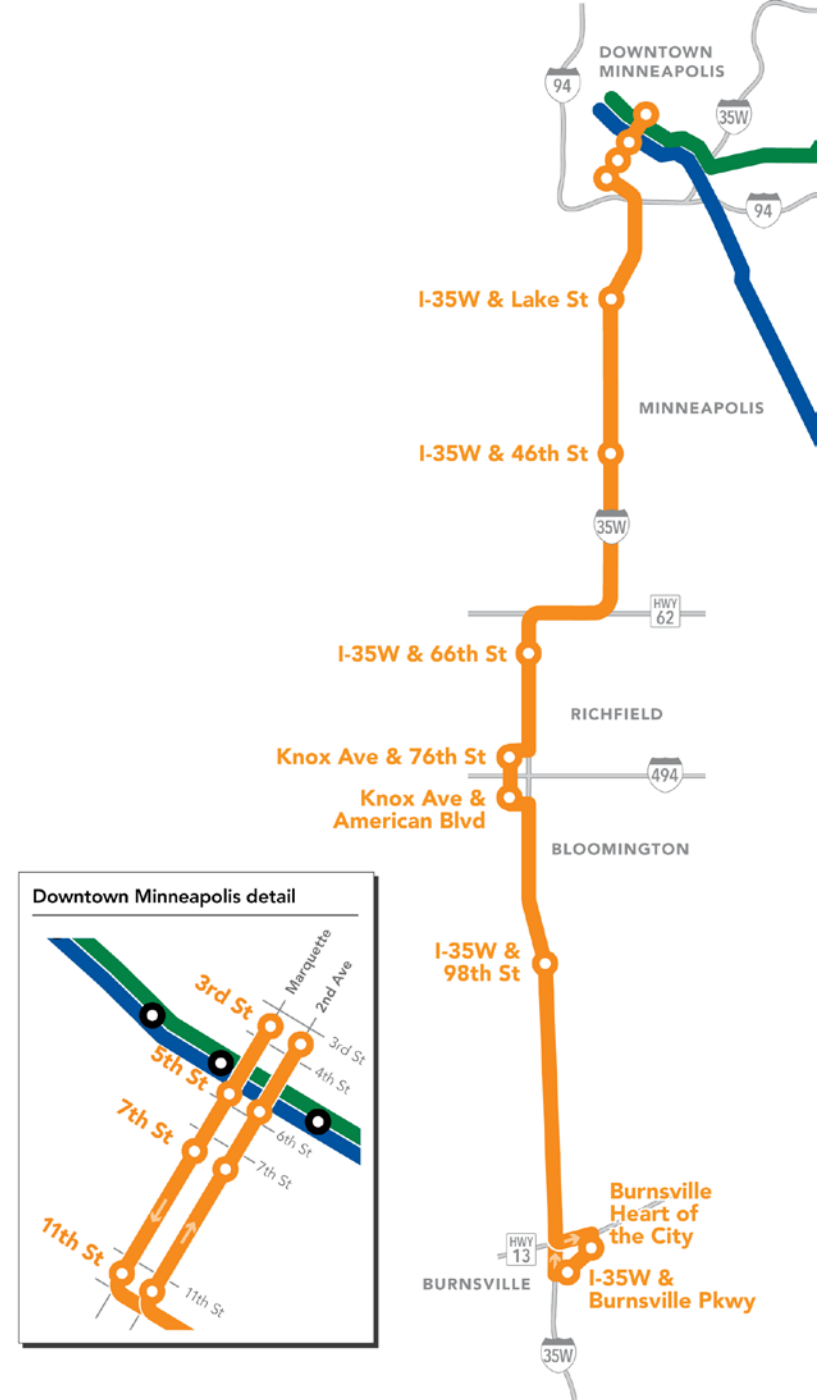 DOWNTOWN
MINNEAPOLIS
94
35W
94
I-35W & Lake St
MINNEAPOLIS
I-35W & 46th St
35W
HWY
62
I-35W & 66th St
RICHFIELD
Knox Ave & 76th St
494
Knox Ave &
American Blvd
BLOOMINGTON
Downtown Minneapolis detail
Marquette
2nd Ave
3rd St
3rd St
4th St
5th St
6th St
7th St
7th St
11th St
11th St
I-35W &
98th St
Burnsville
Heart of
the City
HWY
13
BURNSVILLE
I-35W &
Burnsville Pkwy
35W